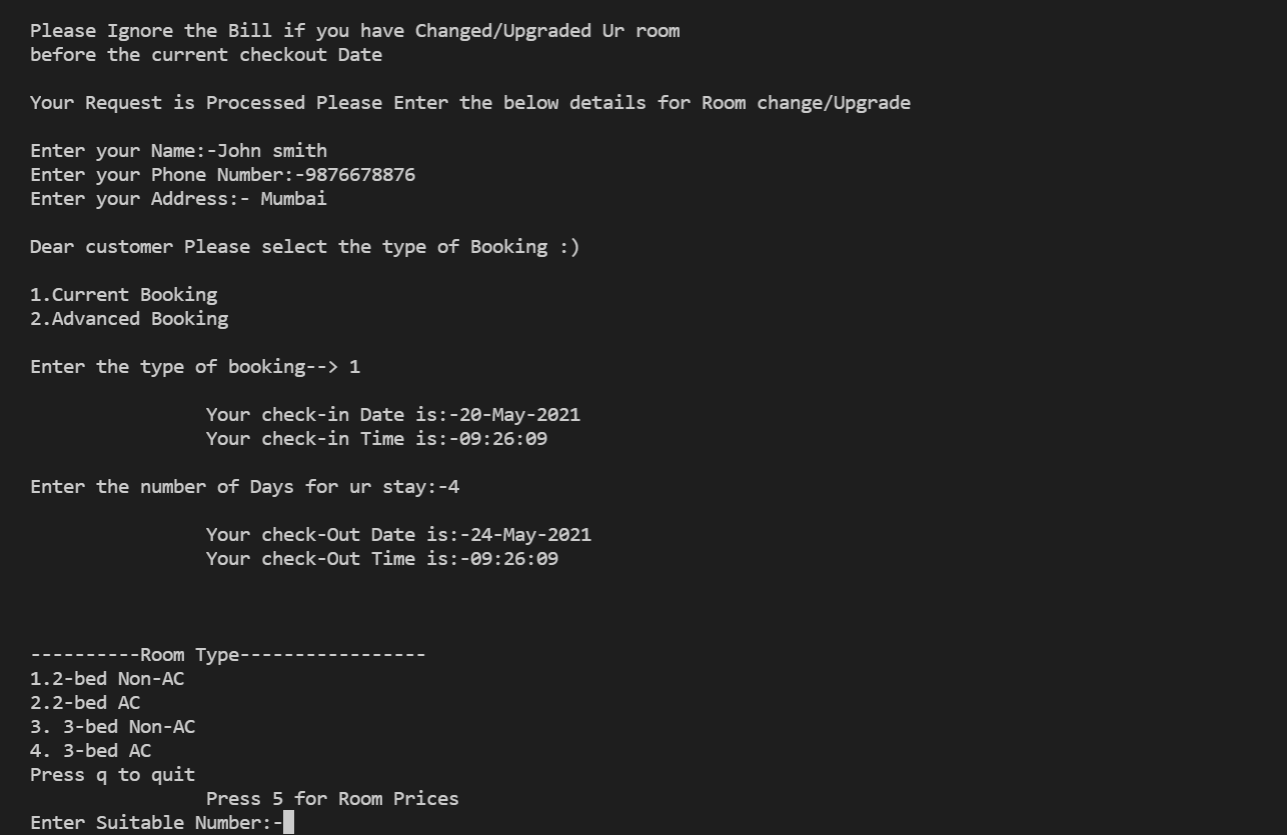 Please Ignore the Bill if you have Changed/Upgraded Ur room
before the current checkout Date
Your Request is Processed Please Enter the below details for Room change/Upgrade
Enter your Name:-John smith
Enter your Phone Number:-9876678876
Enter your Address:- Mumbai
Dear customer Please select the type of Booking :)
1.Current Booking
2.Advanced Booking
Enter the type of booking--> 1
Your check-in Date is:-20-May-2021
Your check-in Time is:-09:26:09
Enter the number of Days for ur stay:-4
Your check-Out Date is:-24-May-2021
Your check-Out Time is:-09:26:09
----------Room Type-----------------
1.2-bed Non-AC
2.2-bed AC
3. 3-bed Non-AC
4. 3-bed AC
Press q to quit
Press 5 for Room Prices
Enter Suitable Number:-